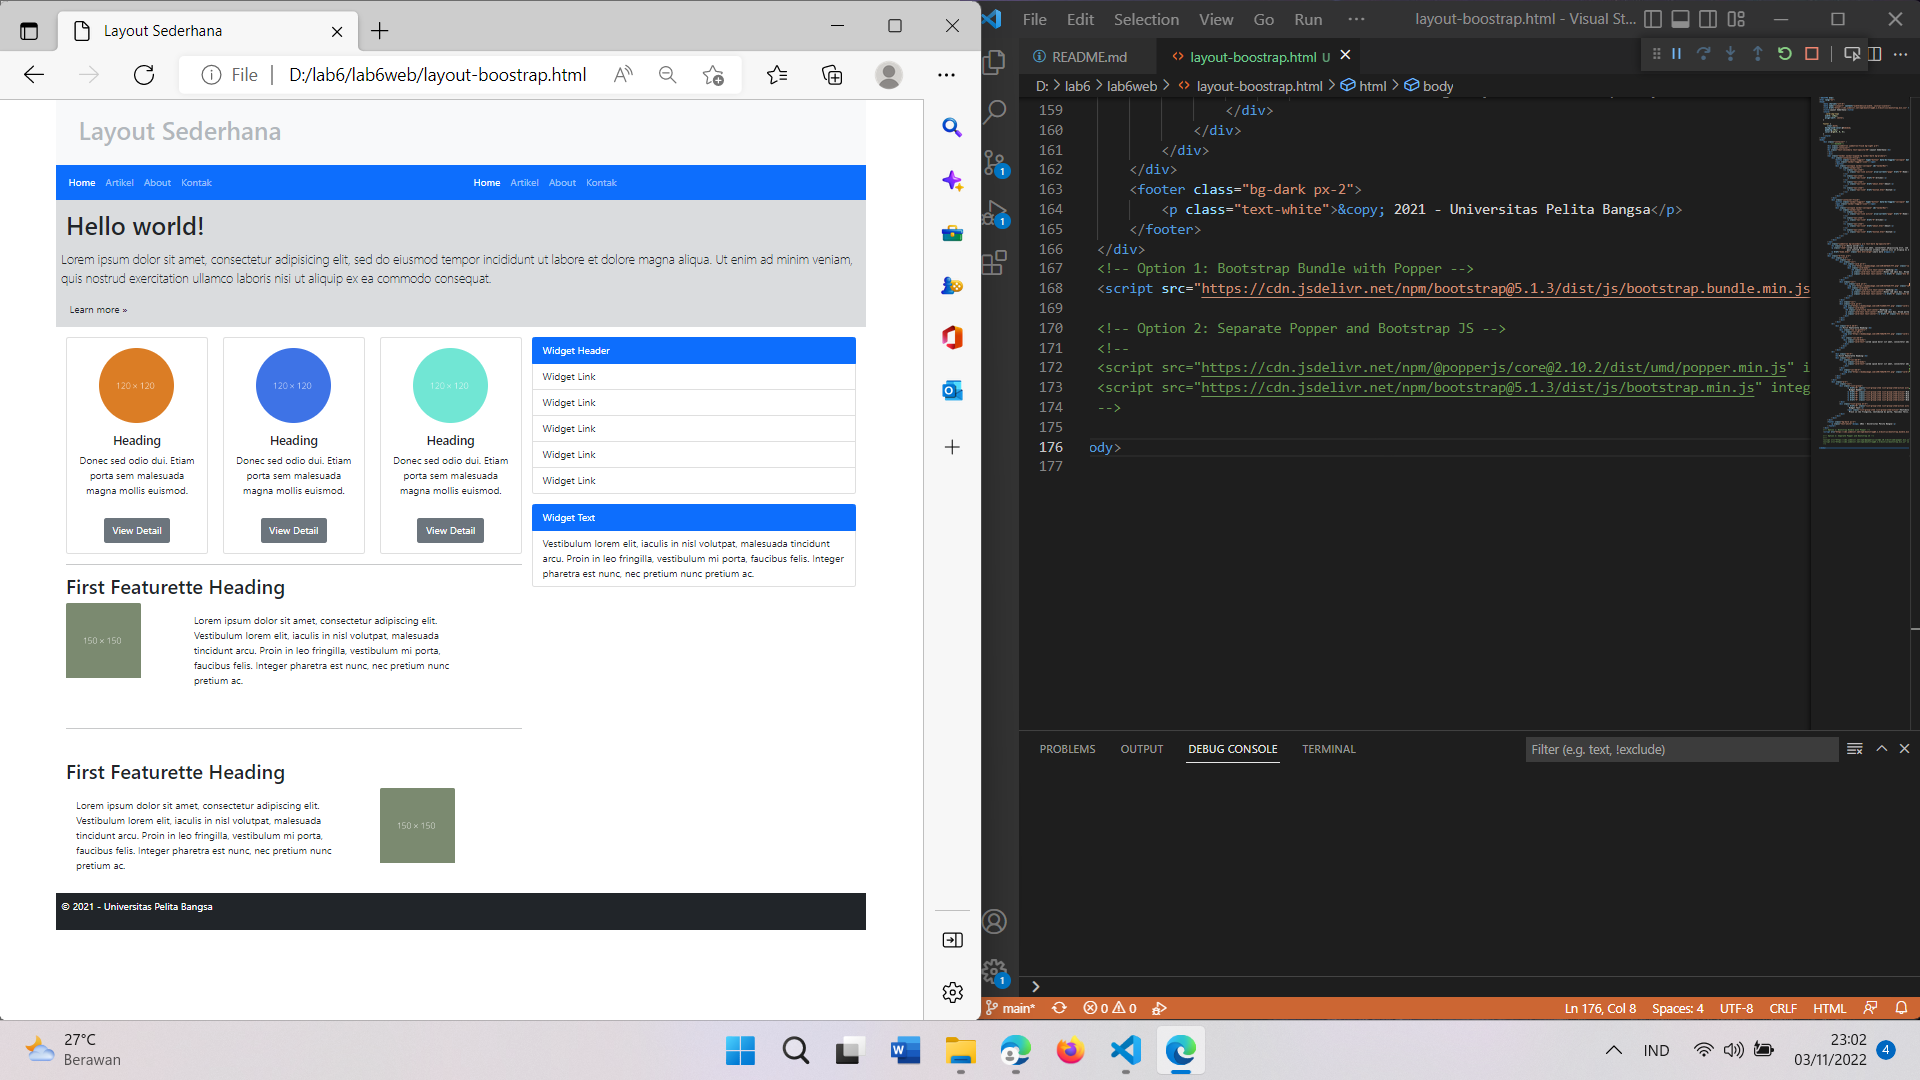 Layout Sederhana
File
D:/lab6/lab6web/layout-boostrap.html
Layout Sederhana
Home Artikel About Kontak
Home Artikel About Kontak
Hello world!
Lorem ipsum dolor sit amet, consectetur adipisicing elit, sed do eiusmod tempor incididunt ut labore et dolore magna aliqua. Ut enim ad minim veniam,
quis nostrud exercitation ullamco laboris nisi ut aliquip ex ea commodo consequat.
Learn more »
120 × 120
Heading
Donec sed odio dui. Etiam
porta sem malesuada
magna mollis euismod.
View Detail
120 × 120
Heading
Donec sed odio dui. Etiam
porta sem malesuada
magna mollis euismod.
View Detail
120 × 120
Heading
Donec sed odio dui. Etiam
porta sem malesuada
magna mollis euismod.
View Detail
Widget Header
Widget Link
Widget Link
Widget Link
Widget Link
Widget Link
Widget Text
Vestibulum lorem elit, iaculis in nisl volutpat, malesuada tincidunt
arcu. Proin in leo fringilla, vestibulum mi porta, faucibus felis. Integer
pharetra est nunc, nec pretium nunc pretium ac.
First Featurette Heading
150 × 150
Lorem ipsum dolor sit amet, consectetur adipiscing elit.
Vestibulum lorem elit, iaculis in nisl volutpat, malesuada
tincidunt arcu. Proin in leo fringilla, vestibulum mi porta,
faucibus felis. Integer pharetra est nunc, nec pretium nunc
pretium ac.
First Featurette Heading
Lorem ipsum dolor sit amet, consectetur adipiscing elit.
Vestibulum lorem elit, iaculis in nisl volutpat, malesuada
tincidunt arcu. Proin in leo fringilla, vestibulum mi porta,
faucibus felis. Integer pharetra est nunc, nec pretium nunc
pretium ac.
150 × 150
© 2021 - Universitas Pelita Bangsa
File Edit Selection View Go Run ··· layout-boostrap.html - Visual St...
README.md
layout-boostrap.html U
D: > lab6 > lab6web > layout-boostrap.html > html > body
159 </div>
160 </div>
161 </div>
162 </div>
163 <footer class="bg-dark px-2">
164 <p class="text-white">&copy; 2021 - Universitas Pelita Bangsa</p>
165 </footer>
166 </div>
167 <!-- Option 1: Bootstrap Bundle with Popper -->
168 <script src="https://cdn.jsdelivr.net/npm/bootstrap@5.1.3/dist/js/bootstrap.bundle.min.js
169
170 <!-- Option 2: Separate Popper and Bootstrap JS -->
171 <!--
172 <script src="https://cdn.jsdelivr.net/npm/@popperjs/core@2.10.2/dist/umd/popper.min.js" i
173 <script src="https://cdn.jsdelivr.net/npm/bootstrap@5.1.3/dist/js/bootstrap.min.js" integ
174 -->
175
176 ody>
177
1
1
PROBLEMS OUTPUT DEBUG CONSOLE TERMINAL
Filter (e.g. text, !exclude)
1
main* 0 0
Ln 176, Col 8 Spaces: 4 UTF-8 CRLF HTML
27°C
Berawan
IND
23:02
03/11/2022
4